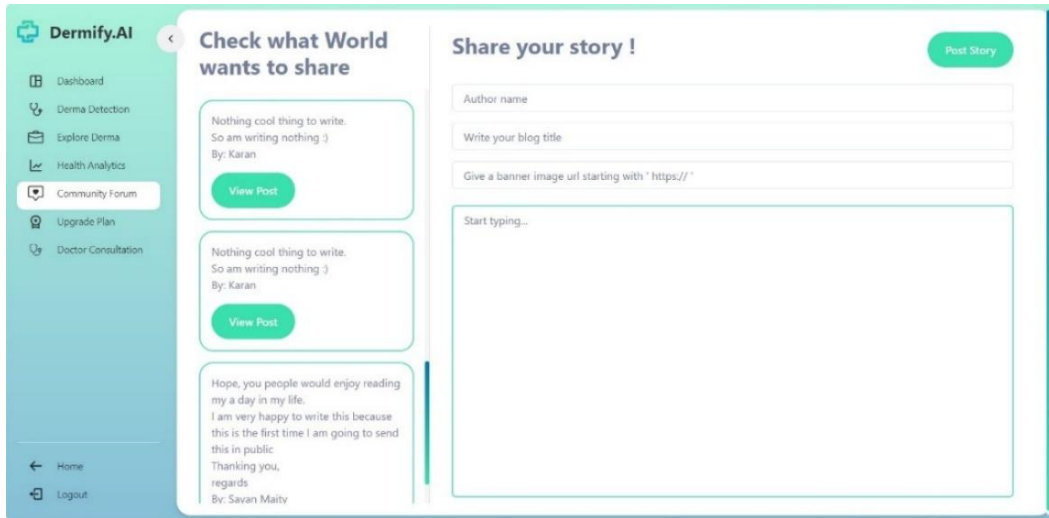 Dermify.AI
Dashboard
Derma Detection
Explore Derma
Health Analytics
Community Forum
Upgrade Plan
Doctor Consultation
Home
Logout
Check what World
wants to share
Nothing cool thing to write.
So am writing nothing :)
By: Karan
View Post
Nothing cool thing to write.
So am writing nothing :)
By: Karan
View Post
Hope, you people would enjoy reading
my a day in my life.
I am very happy to write this because
this is the first time I am going to send
this in public
Thanking you,
regards
By: Sayan Maity
Share your story !
Post Story
Author name
Write your blog title
Give a banner image url starting with ' https:// '
Start typing...